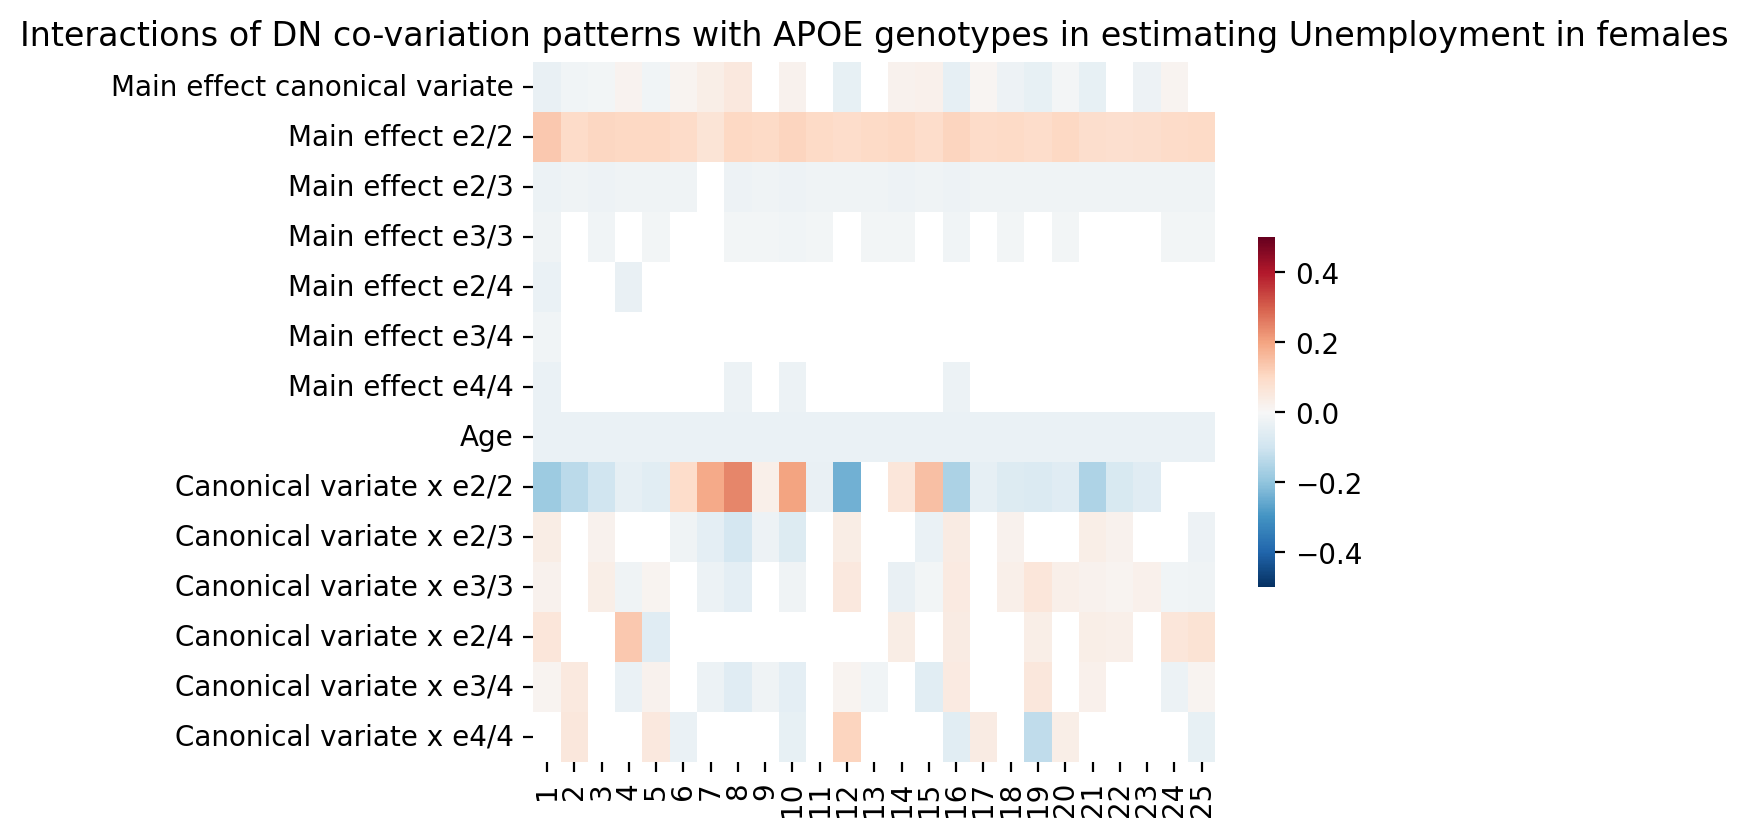 Interactions of DN co-variation patterns with APOE genotypes in estimating Unemployment in females
Main effect canonical variate
Main effect e2/2
Main effect e2/3
Main effect e3/3
Main effect e2/4
Main effect e3/4
Main effect e4/4
Age
Canonical variate x e2/2
Canonical variate x e2/3
Canonical variate x e3/3
Canonical variate x e2/4
Canonical variate x e3/4
Canonical variate x e4/4
1 2 3 4 5 6 7 8 9 10 11 12 13 14 15 16 17 18 19 20 21 22 23 24 25
0.4
0.2
0.0
−0.2
−0.4